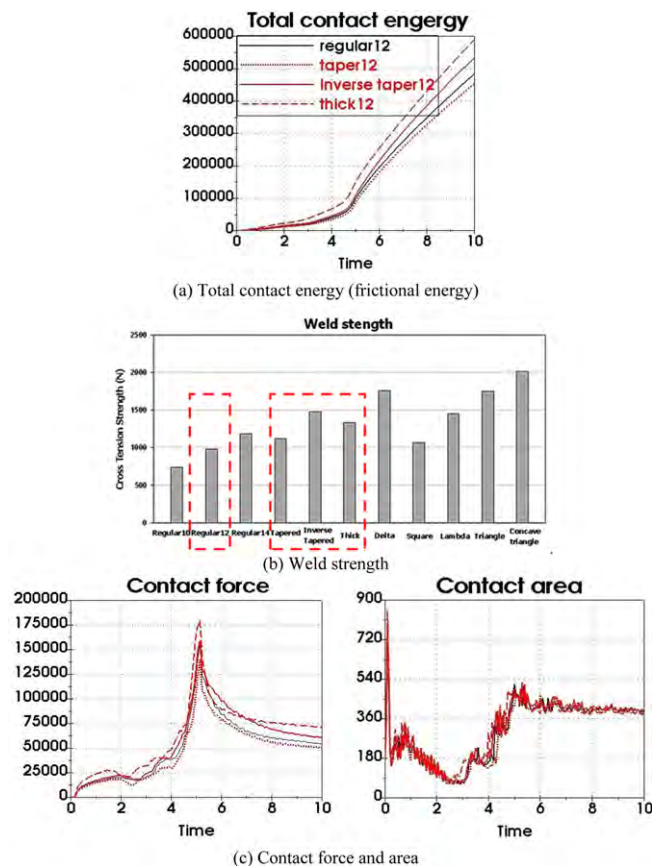 Total contact engergy
600000
500000
400000
300000
200000
100000
0
regular12
taper12
Inverse taper12
thick12
0 2 4 6 8 10
Time
(a) Total contact energy (frictional energy)
Weld stength
Cross Tension Strength (N)
2500
2000
1500
1000
500
0
Regular10 Regular12 Regular14 Tapered Inverse Tapered Thick Delta Square Lambda Triangle Concave triangle
(b) Weld strength
Contact force
200000
175000
150000
125000
100000
75000
50000
25000
0
0 2 4 6 8 10
Time
Contact area
900
720
540
360
180
0
0 2 4 6 8 10
Time
(c) Contact force and area